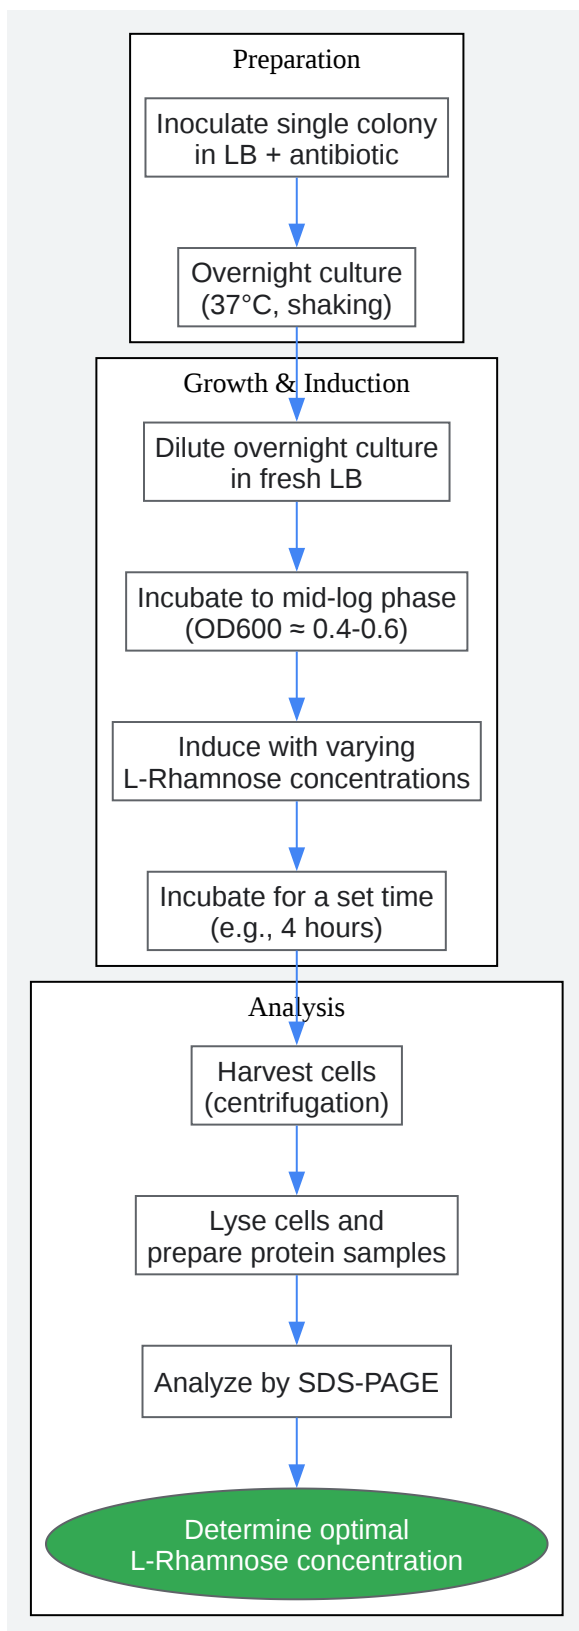 Preparation
Inoculate single colony
in LB + antibiotic
Overnight culture
(37°C, shaking)
Growth & Induction
Dilute overnight culture
in fresh LB
Incubate to mid-log phase
(OD600 ≈ 0.4-0.6)
Induce with varying
L-Rhamnose concentrations
Incubate for a set time
(e.g., 4 hours)
Analysis
Harvest cells
(centrifugation)
Lyse cells and
prepare protein samples
Analyze by SDS-PAGE
Determine optimal
L-Rhamnose concentration